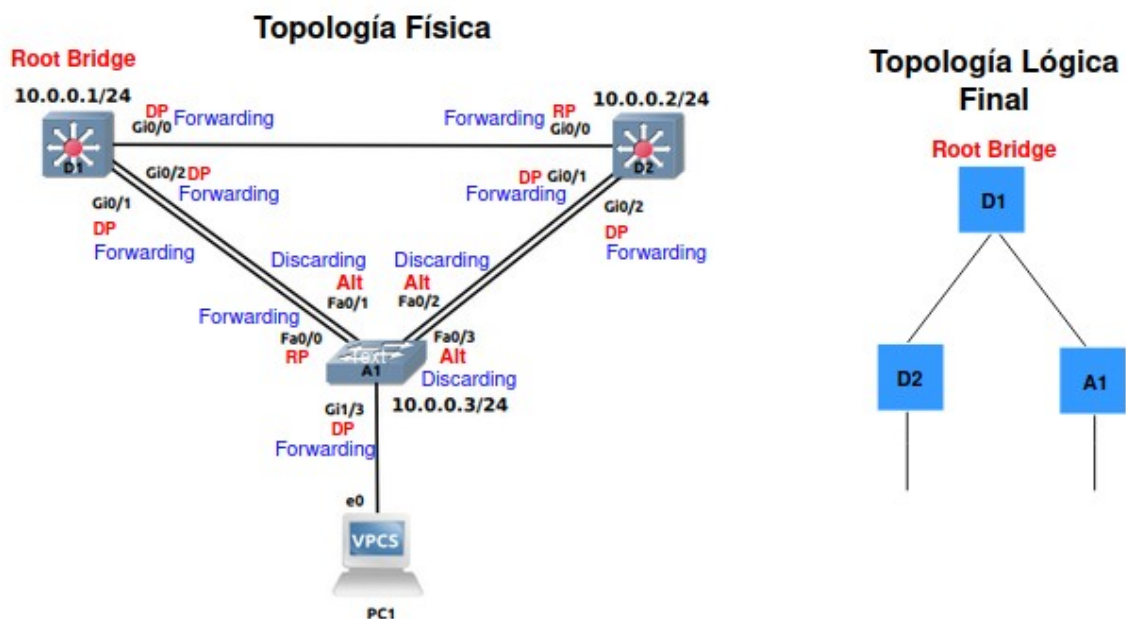 Topología Física
Root Bridge
10.0.0.1/24
DP
Forwarding
Gi0/0
Forwarding
RP
Gi0/0
10.0.0.2/24
D1
D2
Gi0/2 DP
Forwarding
Gi0/1
DP
Forwarding
DP Gi0/1
Forwarding
Gi0/2
DP
Forwarding
Discarding
Alt
Fa0/1
Discarding
Alt
Fa0/2
Forwarding
Fa0/0
RP
Fa0/3
Alt
Discarding
Text
A1
10.0.0.3/24
Gi1/3
DP
Forwarding
e0
VPCS
PC1
Topología Lógica
Final
Root Bridge
D1
D2
A1